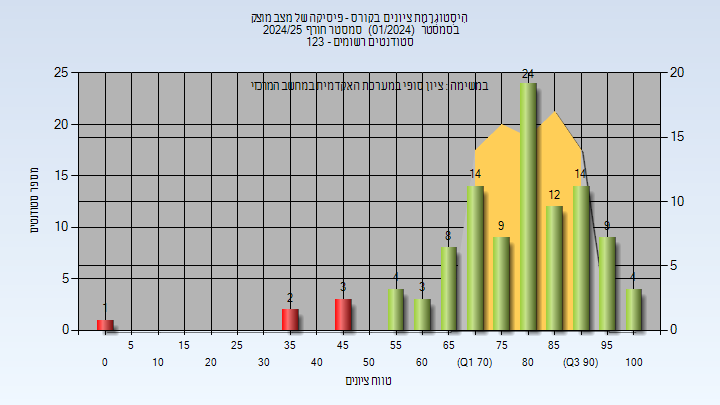 היסטוגרמת ציונים בקורס - פיסיקה של מצב מוצק
בסמסטר (01/2024) סמסטר חורף 2024/25
סטודנטים רשומים - 123
במשימה : ציון סופי במערכת האקדמית במחשב המרכזי
25 20 15 10 5 0
20 15 10 5 0
מספר סטודנטים
1 2 3 4 3 8 14 9 24 12 14 9 4
5 15 25 35 45 55 65 75 85 95
0 10 20 30 40 50 60 (Q1 70) 80 (Q3 90) 100
טווח ציונים